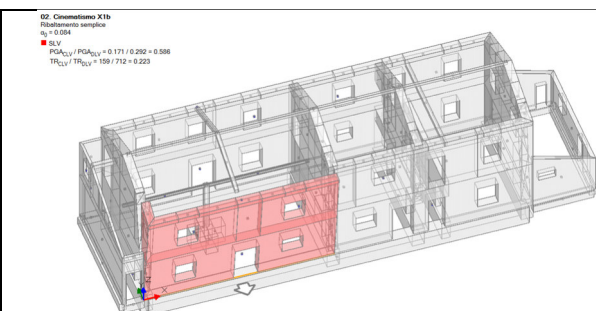 02. Cinematismo X1b
Ribaltamento semplice
α0 = 0.084
SLV
PGACLV / PGADLV = 0.171 / 0.292 = 0.586
TRCLV / TRDLV = 159 / 712 = 0.223
Z
X